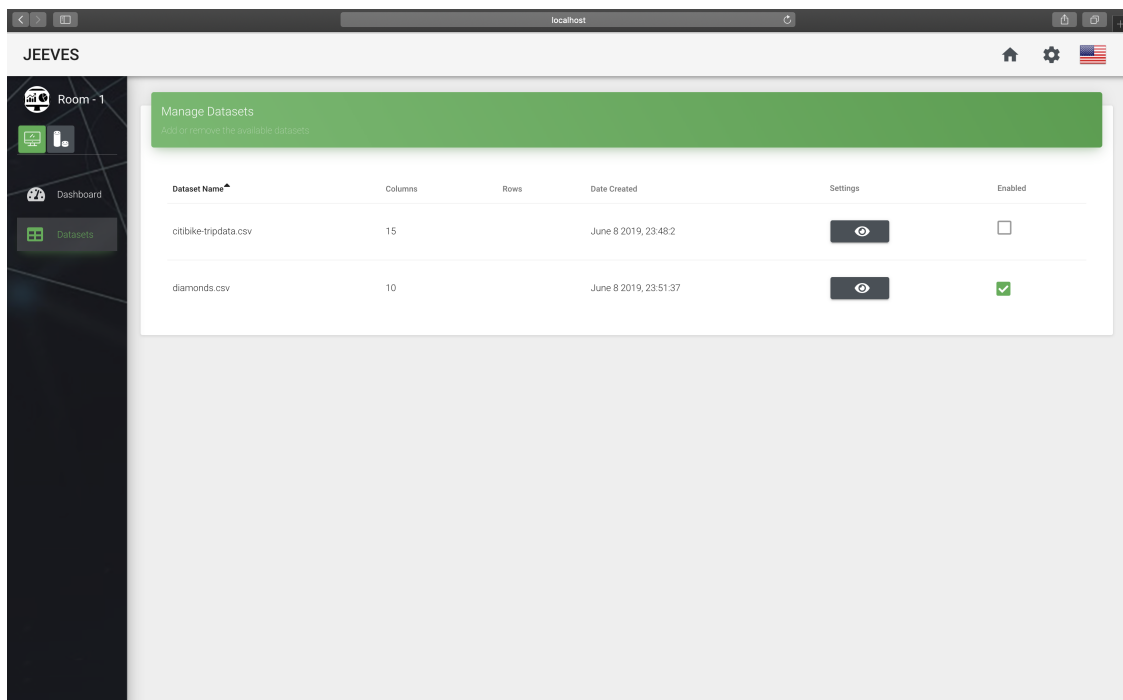 localhost
JEEVES
Room - 1
Manage Datasets
Add or remove the available datasets
Dashboard
Datasets
Dataset Name Columns Rows Date Created Settings Enabled
citibike-tripdata.csv 15 June 8 2019, 23:48:2
diamonds.csv 10 June 8 2019, 23:51:37